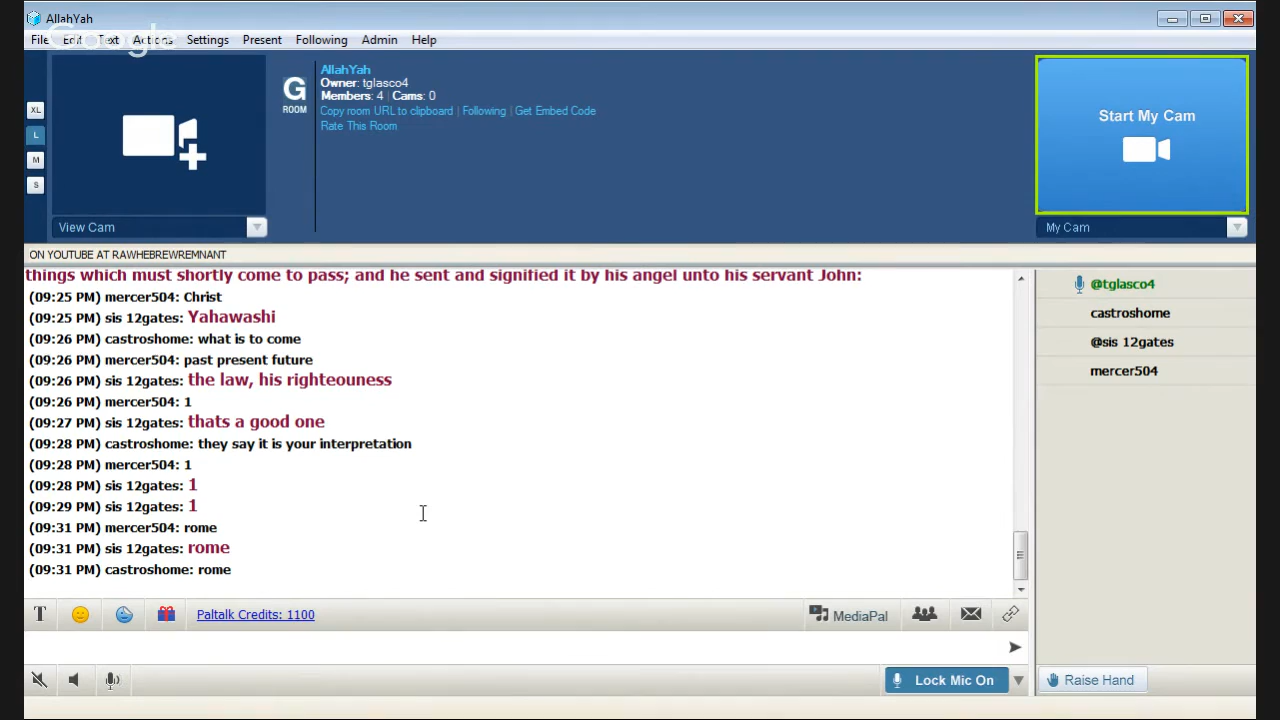 AllahYah
Google
File Edit Text Actions Settings Present Following Admin Help
XL
L
M
S
G
ROOM
AllahYah
Owner: tglasco4
Members: 4 | Cams: 0
Copy room URL to clipboard | Following | Get Embed Code
Rate This Room
Start My Cam
View Cam
My Cam
ON YOUTUBE AT RAWHEBREWREMNANT
things which must shortly come to pass; and he sent and signified it by his angel unto his servant John:
(09:25 PM) mercer504: Christ
(09:25 PM) sis 12gates: Yahawashi
(09:26 PM) castroshome: what is to come
(09:26 PM) mercer504: past present future
(09:26 PM) sis 12gates: the law, his righteouness
(09:26 PM) mercer504: 1
(09:27 PM) sis 12gates: thats a good one
(09:28 PM) castroshome: they say it is your interpretation
(09:28 PM) mercer504: 1
(09:28 PM) sis 12gates: 1
(09:29 PM) sis 12gates: 1
(09:31 PM) mercer504: rome
(09:31 PM) sis 12gates: rome
(09:31 PM) castroshome: rome
@tglasco4
castroshome
@sis 12gates
mercer504
T
Paltalk Credits: 1100
MediaPal
Lock Mic On
Raise Hand